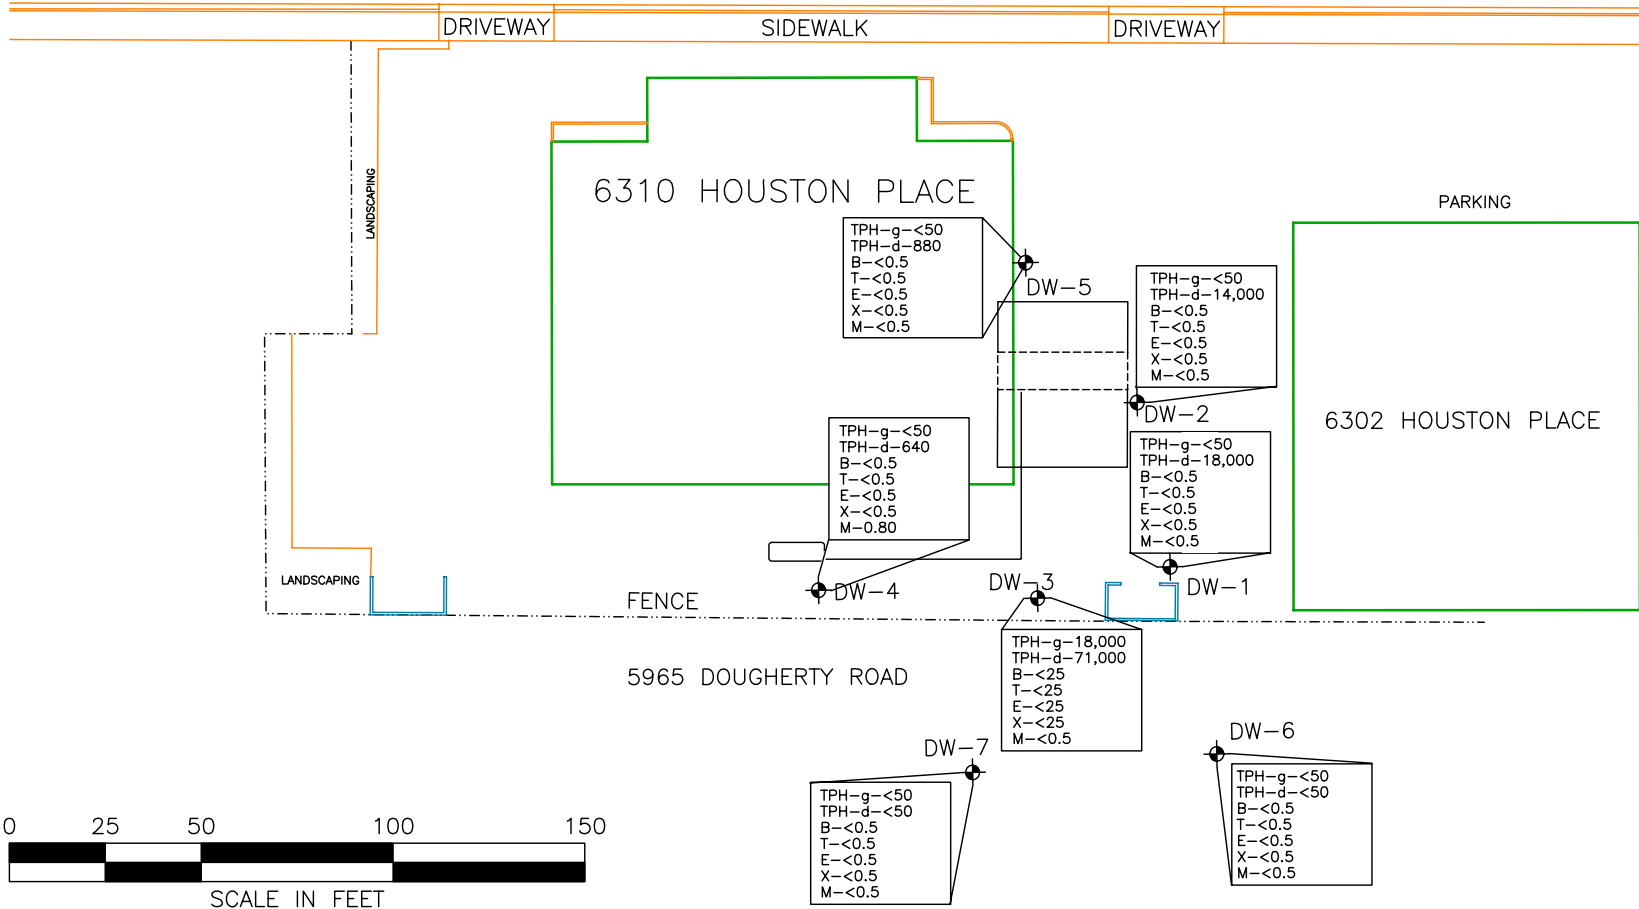 DRIVEWAY
SIDEWALK
DRIVEWAY
LANDSCAPING
6310 HOUSTON PLACE
PARKING
TPH-g-<50
TPH-d-880
B-<0.5
T-<0.5
E-<0.5
X-<0.5
M-<0.5
DW-5
TPH-g-<50
TPH-d-14,000
B-<0.5
T-<0.5
E-<0.5
X-<0.5
M-<0.5
DW-2
6302 HOUSTON PLACE
TPH-g-<50
TPH-d-640
B-<0.5
T-<0.5
E-<0.5
X-<0.5
M-0.80
DW-4
TPH-g-<50
TPH-d-18,000
B-<0.5
T-<0.5
E-<0.5
X-<0.5
M-<0.5
DW-1
LANDSCAPING
FENCE
DW-3
TPH-g-18,000
TPH-d-71,000
B-<25
T-<25
E-<25
X-<25
M-<0.5
5965 DOUGHERTY ROAD
DW-7
TPH-g-<50
TPH-d-<50
B-<0.5
T-<0.5
E-<0.5
X-<0.5
M-<0.5
DW-6
TPH-g-<50
TPH-d-<50
B-<0.5
T-<0.5
E-<0.5
X-<0.5
M-<0.5
0 25 50 100 150
SCALE IN FEET